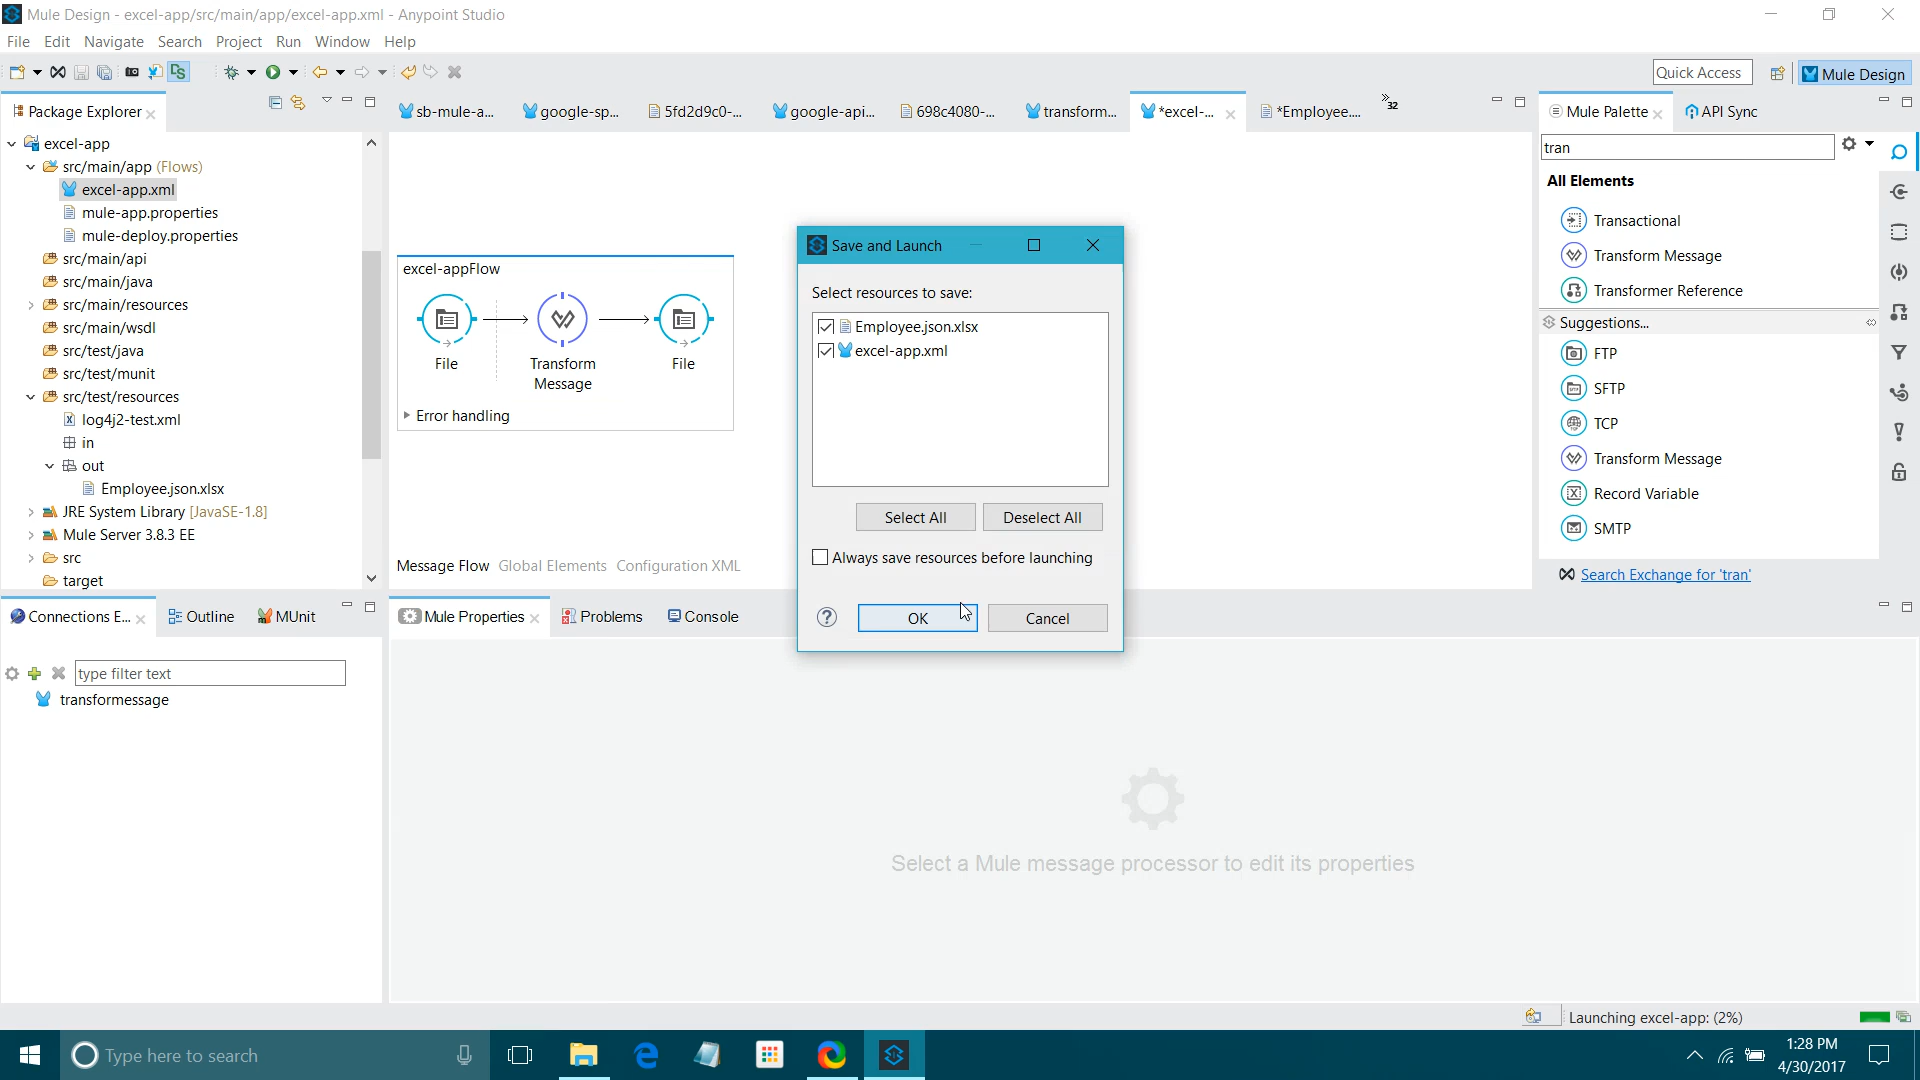 Mule Design - excel-app/src/main/app/excel-app.xml - Anypoint Studio
File Edit Navigate Search Project Run Window Help
Quick Access
Mule Design
Package Explorer
sb-mule-a...
google-sp...
5fd2d9c0-...
google-api...
698c4080-...
transform...
*excel-...
*Employee....
32
Mule Palette
API Sync
excel-app
src/main/app (Flows)
excel-app.xml
mule-app.properties
mule-deploy.properties
src/main/api
src/main/java
src/main/resources
src/main/wsdl
src/test/java
src/test/munit
src/test/resources
log4j2-test.xml
in
out
Employee.json.xlsx
JRE System Library [JavaSE-1.8]
Mule Server 3.8.3 EE
src
target
excel-appFlow
File
Transform
Message
File
Error handling
Message Flow Global Elements Configuration XML
Save and Launch
Select resources to save:
Employee.json.xlsx
excel-app.xml
Select All
Deselect All
Always save resources before launching
OK
Cancel
tran
All Elements
Transactional
Transform Message
Transformer Reference
Suggestions...
FTP
SFTP
TCP
Transform Message
Record Variable
SMTP
Search Exchange for 'tran'
Connections E...
Outline
MUnit
type filter text
transformessage
Mule Properties
Problems
Console
Select a Mule message processor to edit its properties
Launching excel-app: (2%)
Type here to search
1:28 PM
4/30/2017